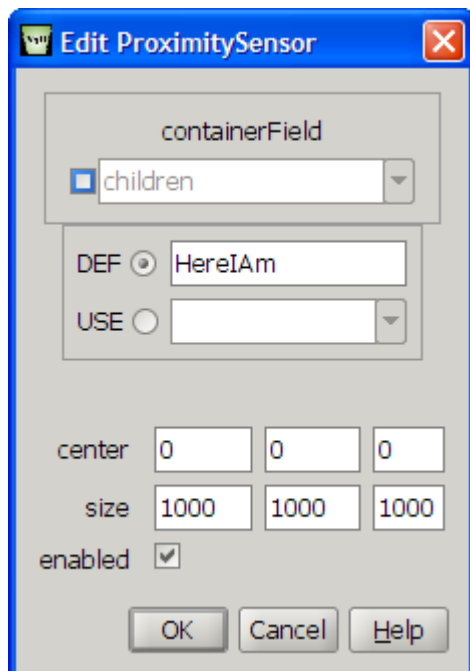 Edit ProximitySensor
containerField
children
DEF HereIAm
USE
center 0 0 0
size 1000 1000 1000
enabled
OK Cancel Help